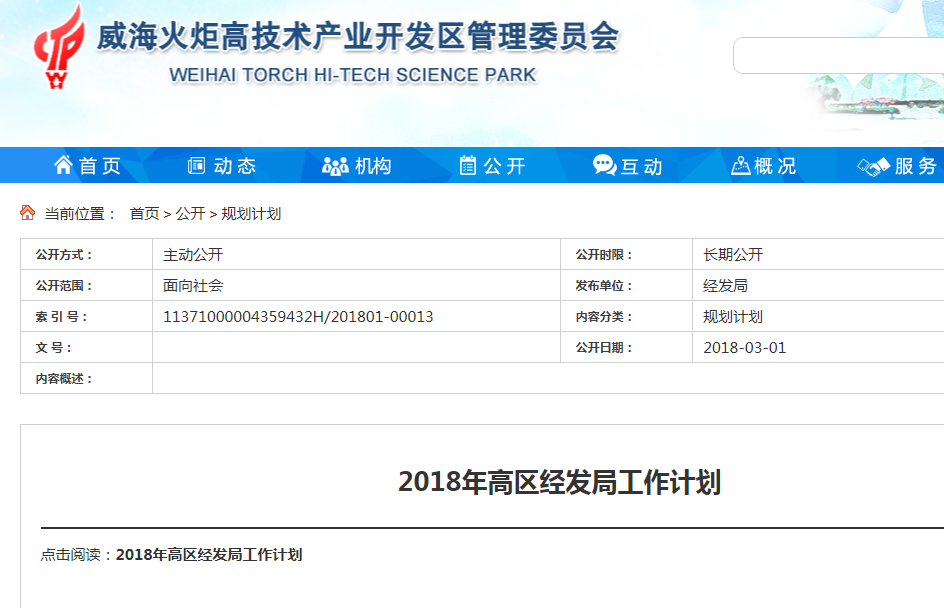 威海火炬高技术产业开发区管理委员会
WEIHAI TORCH HI-TECH SCIENCE PARK
首页 动态 机构 公开 互动 概况 服务
当前位置： 首页 > 公开 > 规划计划
公开方式： 主动公开 公开时限： 长期公开
公开范围： 面向社会 发布单位： 经发局
索 引 号： 11371000004359432H/201801-00013 内容分类： 规划计划
文 号： 公开日期： 2018-03-01
内容概述：
2018年高区经发局工作计划
点击阅读：2018年高区经发局工作计划